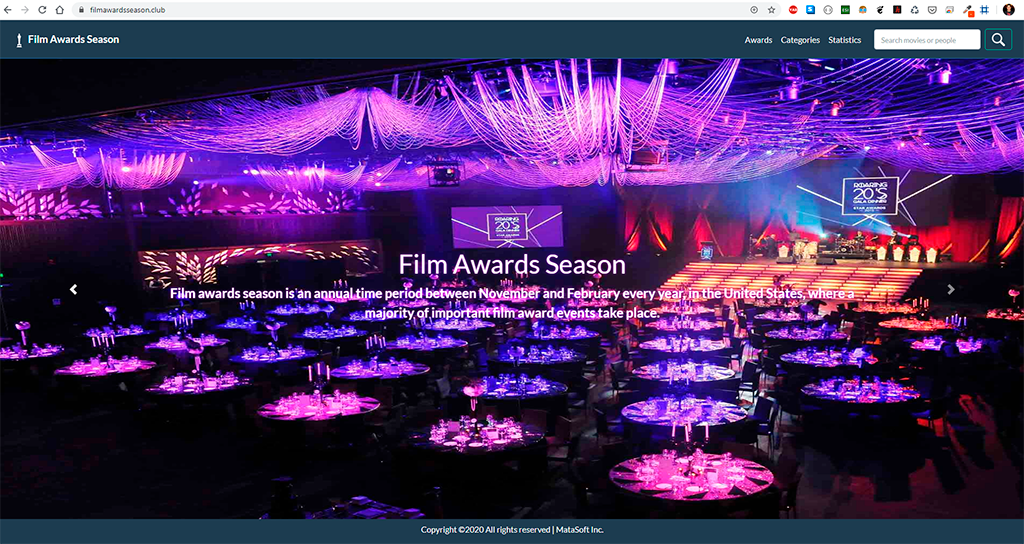 filmawardsseason.club
Film Awards Season
Awards
Categories
Statistics
Search movies or people
ROARING
20'S
GALA DINNER
STAR AWARDS
ROARING
20'S
GALA DINNER
STAR AWARDS
Film Awards Season
Film awards season is an annual time period between November and February every year, in the United States, where a
majority of important film award events take place.
Copyright ©2020 All rights reserved | MataSoft Inc.